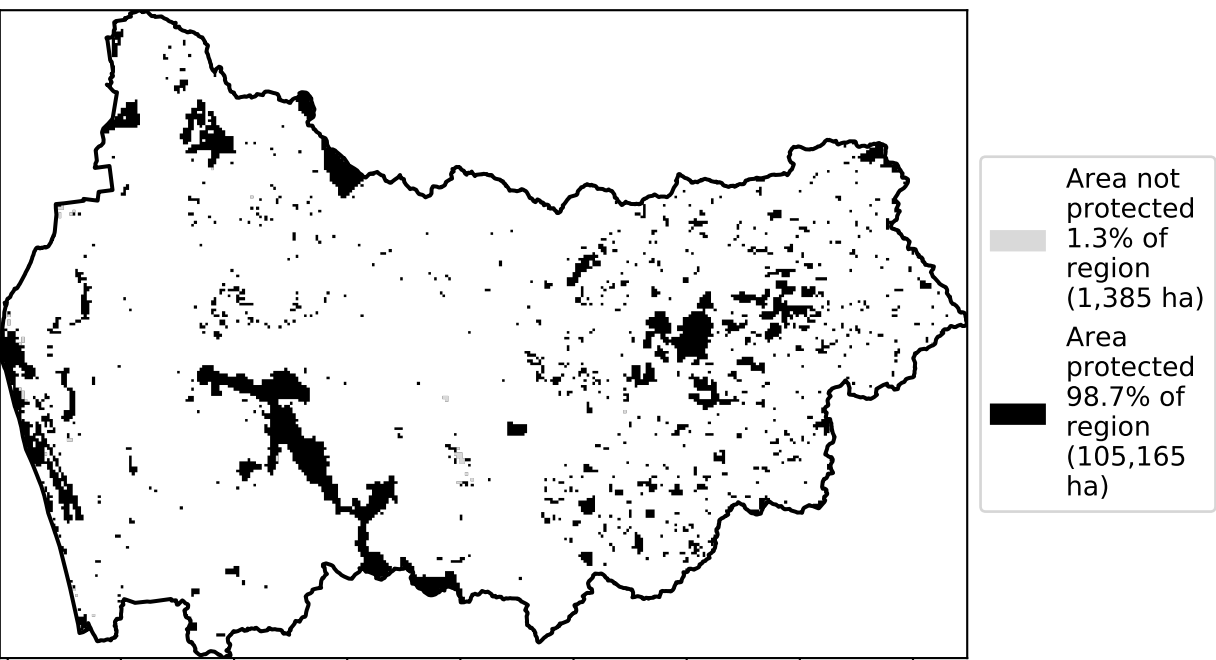 Area not
protected
1.3% of
region
(1,385 ha)
Area
protected
98.7% of
region
(105,165
ha)